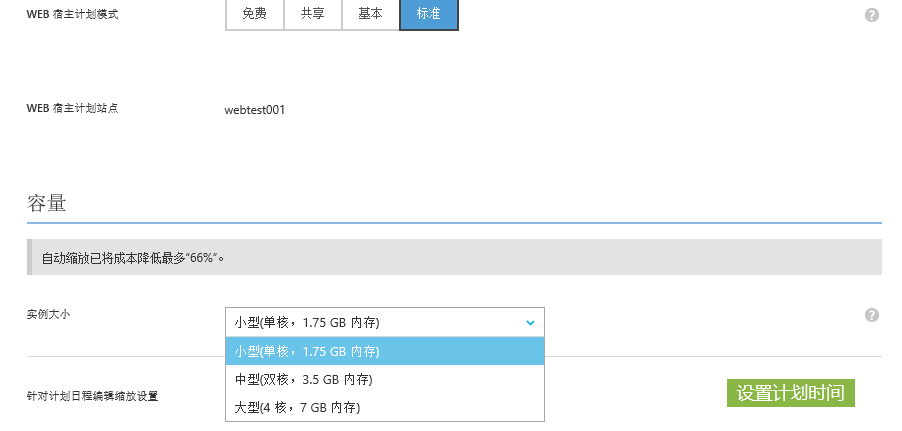 WEB 宿主计划模式 免费 共享 基本 标准 ?
WEB 宿主计划站点 webtest001
容量
自动缩放已将成本降低最多“66%”。
实例大小 小型(单核，1.75 GB 内存) ?
小型(单核，1.75 GB 内存)
中型(双核，3.5 GB 内存)
针对计划日程编辑缩放设置 设置计划时间
大型(4 核，7 GB 内存)